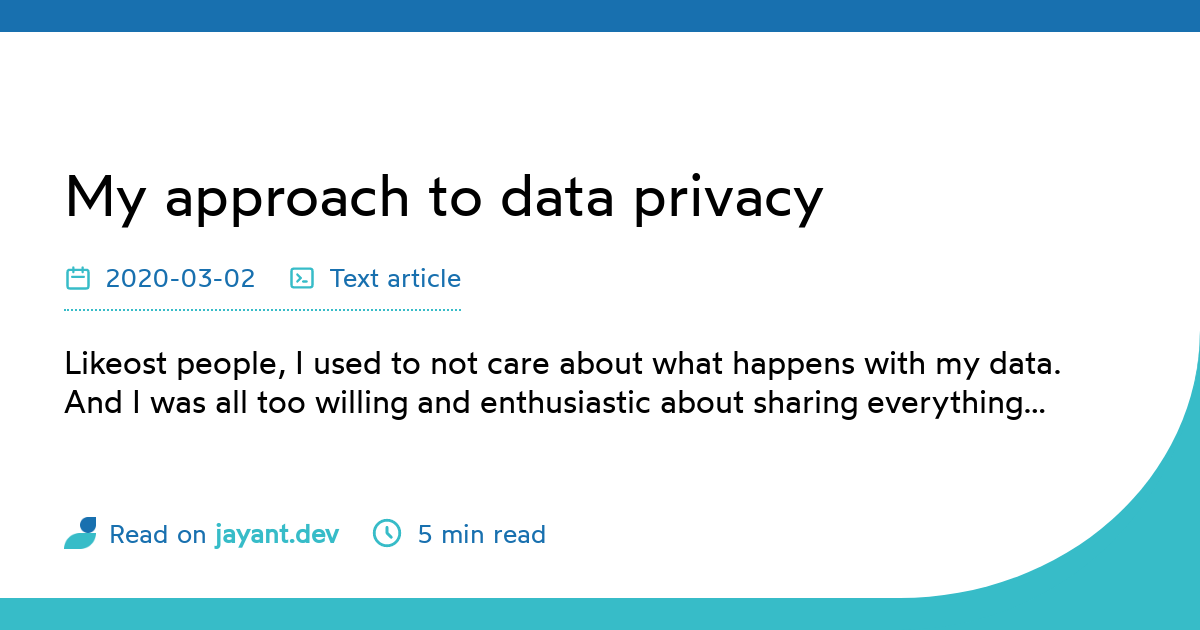 My approach to data privacy
2020-03-02 Text article
Likeost people, I used to not care about what happens with my data.
And I was all too willing and enthusiastic about sharing everything...
Read on jayant.dev 5 min read